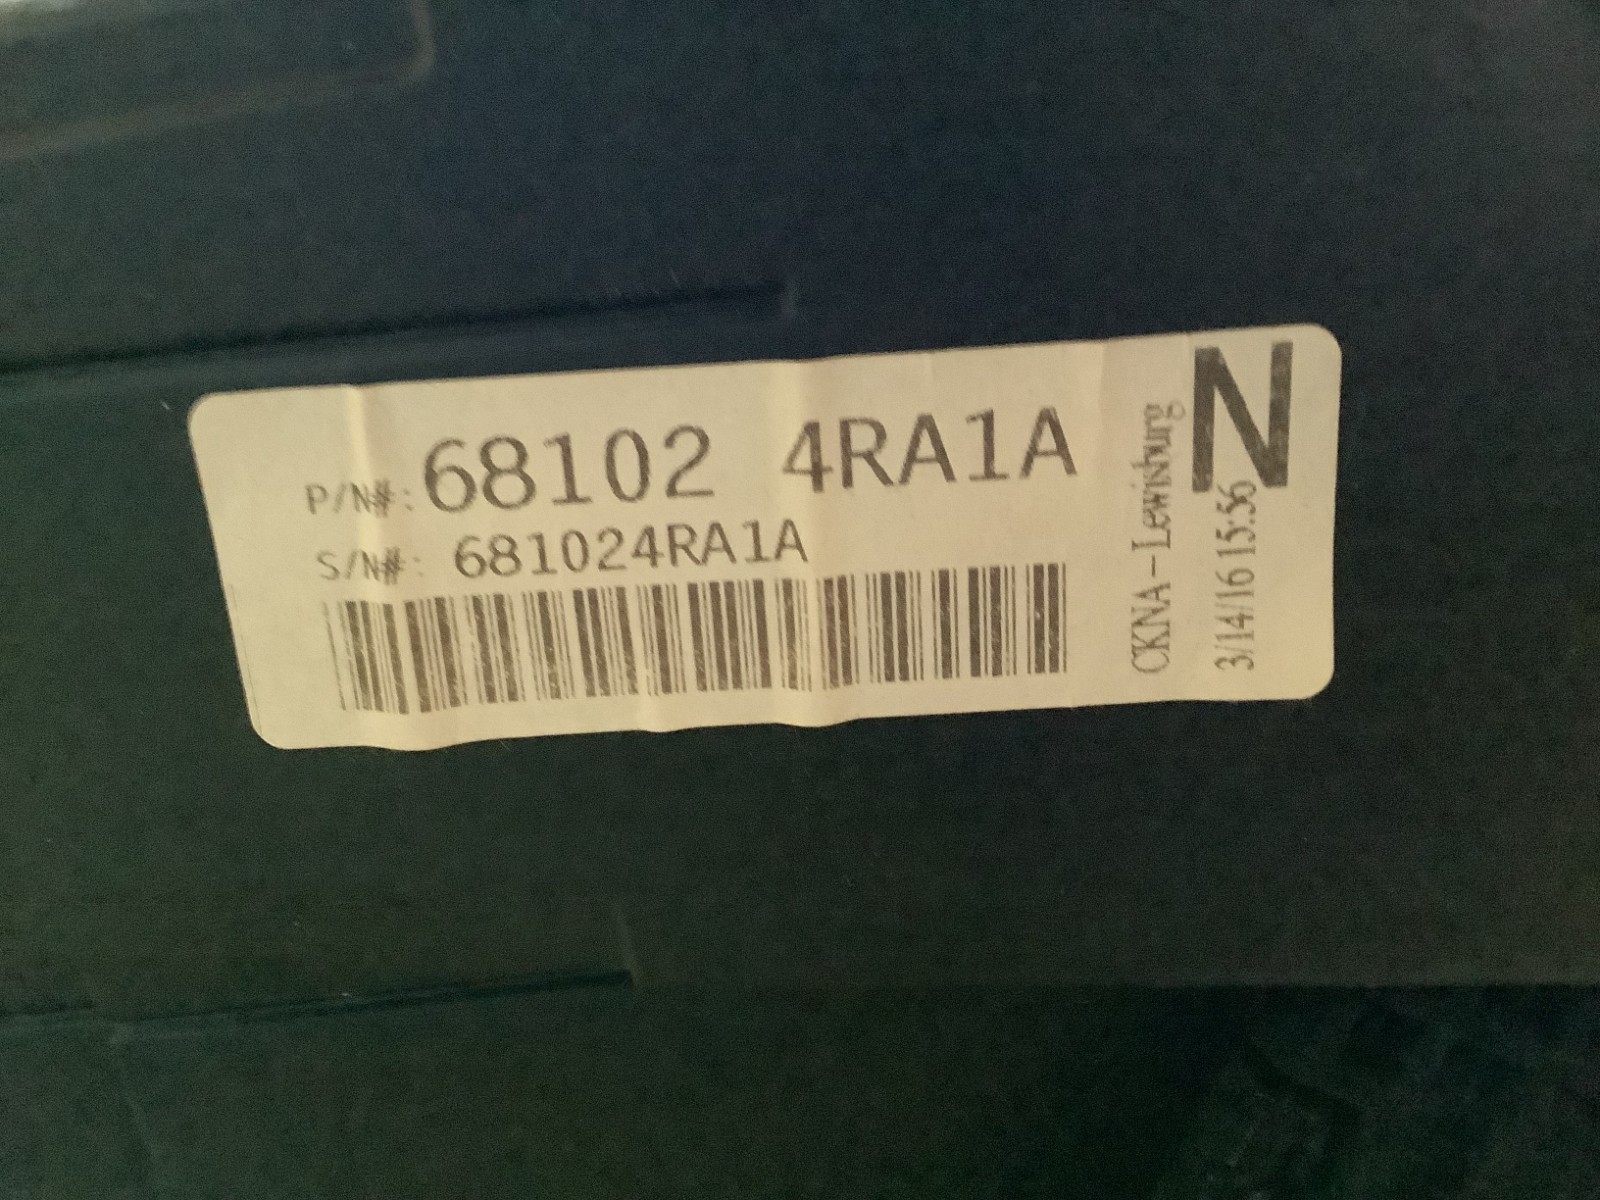 P/N#: 68102 4RA1A
S/N#: 681024RA1A
CKNA-Lewisburg
3/14/16 15:56
N